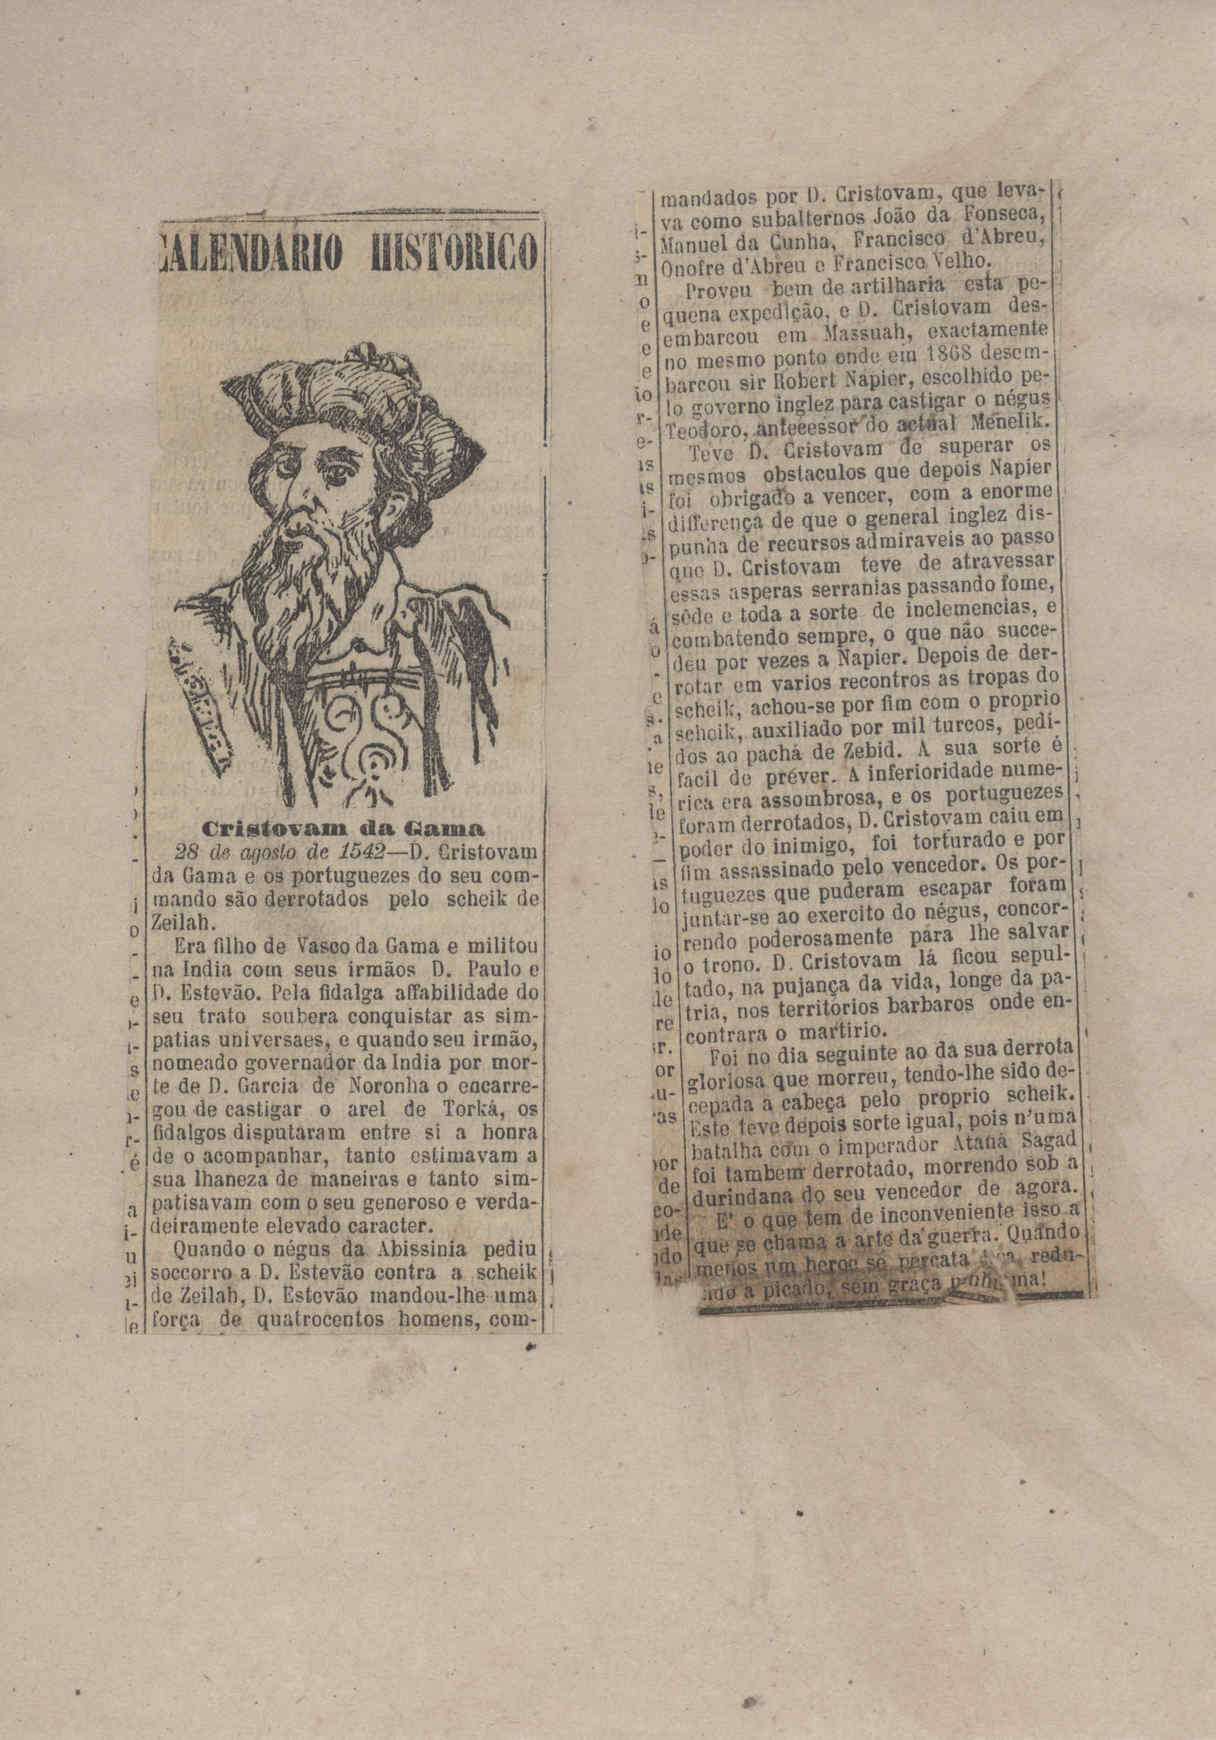 CALENDARIO HISTORICO
Cristovam da Gama
28 de agosto de 1542—D. Cristovam
da Gama e os portuguezes do seu com-
mando são derrotados pelo scheik de
Zeilah.
Era filho de Vasco da Gama e militou
na India com seus irmãos D. Paulo e
D. Estevão. Pela fidalga affabilidade do
seu trato soubera conquistar as sim-
patias universaes, e quando seu irmão,
nomeado governador da India por mor-
te de D. Garcia de Noronha o encarre-
gou de castigar o arel de Torká, os
fidalgos disputaram entre si a honra
de o acompanhar, tanto estimavam a
sua lhaneza de maneiras e tanto sim-
patisavam com o seu generoso e verda-
deiramente elevado caracter.
Quando o négus da Abissinia pediu
soccorro a D. Estevão contra a scheik
de Zeilah, D. Estevão mandou-lhe uma
força de quatrocentos homens, com-
mandados por D. Cristovam, que leva-
va como subalternos João da Fonseca,
Manuel da Cunha, Francisco d'Abreu,
Onofre d'Abreu e Francisco Velho.
Proveu bem de artilharia esta pe-
quena expedição, e D. Cristovam des-
embarcou em Massuah, exactamente
no mesmo ponto onde em 1868 desem-
barcou sir Robert Napier, escolhido pe-
lo governo inglez para castigar o négus
Teodoro, antecessor do actual Menelik.
Teve D. Cristovam de superar os
mesmos obstaculos que depois Napier
foi obrigado a vencer, com a enorme
differença de que o general inglez dis-
punha de recursos admiraveis ao passo
que D. Cristovam teve de atravessar
essas asperas serranias passando fome,
sêde e toda a sorte de inclemencias, e
combatendo sempre, o que não succe-
deu por vezes a Napier. Depois de der-
rotar em varios recontros as tropas do
scheik, achou-se por fim com o proprio
scheik, auxiliado por mil turcos, pedi-
dos ao pachá de Zebid. A sua sorte é
facil de préver. A inferioridade nume-
rica era assombrosa, e os portuguezes
foram derrotados, D. Cristovam caiu em
poder do inimigo, foi torturado e por
fim assassinado pelo vencedor. Os por-
tuguezes que puderam escapar foram
juntar-se ao exercito do négus, concor-
rendo poderosamente para lhe salvar
o trono. D. Cristovam lá ficou sepul-
tado, na pujança da vida, longe da pa-
tria, nos territorios barbaros onde en-
contrara o martirio.
Foi no dia seguinte ao da sua derrota
gloriosa que morreu, tendo-lhe sido de-
cepada a cabeça pelo proprio scheik.
Este teve depois sorte igual, pois n'uma
batalha com o imperador Atanã Sagad
foi tambem derrotado, morrendo sob a
durindana do seu vencedor de agora.
E' o que tem de inconveniente isso a
que se chama a arte da guerra. Quando
menos um heroe se percata redu-
a picado, sem graça